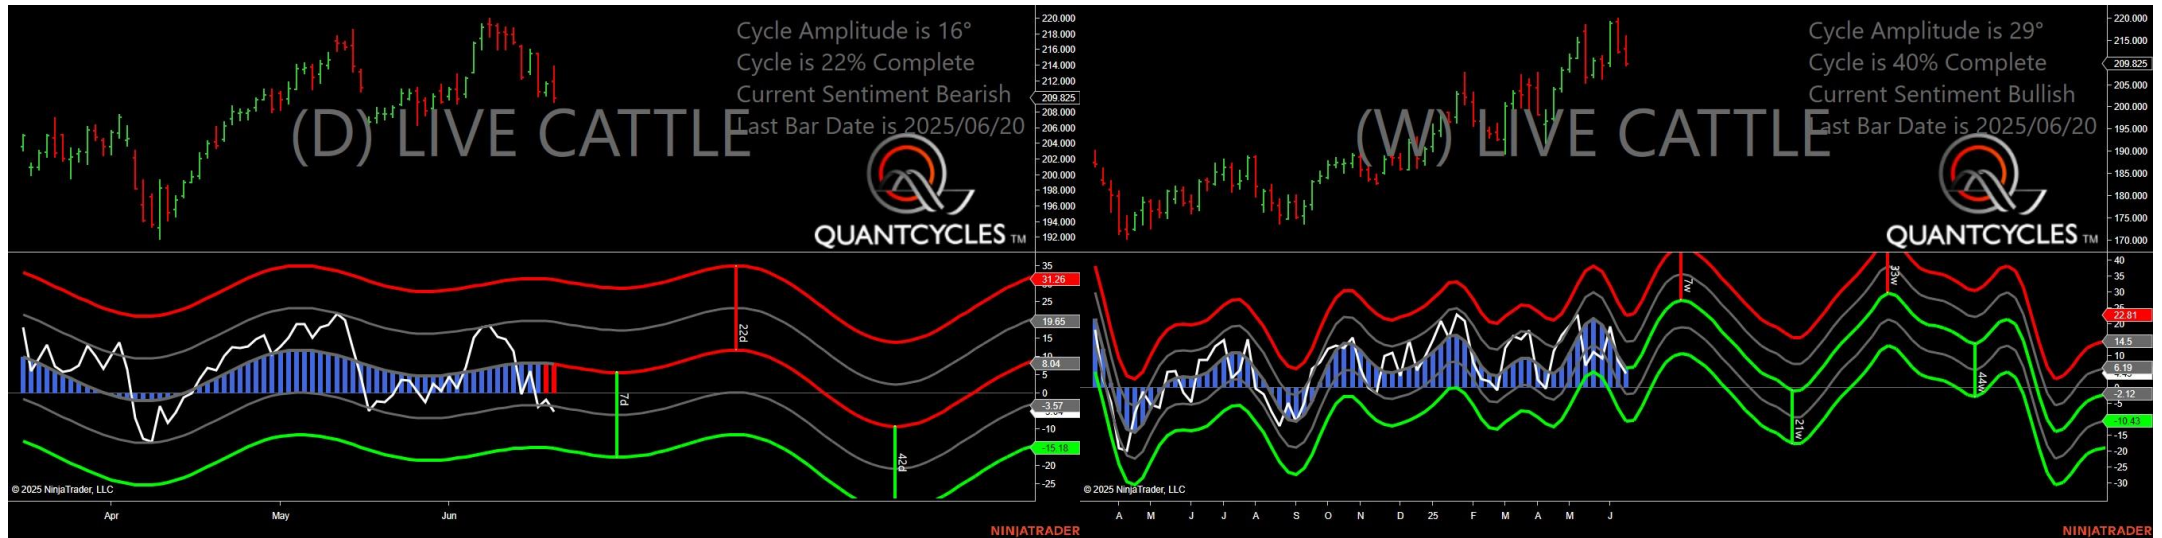 Cycle Amplitude is 16°
Cycle is 22% Complete
Current Sentiment Bearish
Last Bar Date is 2025/06/20
(D) LIVE CATTLE
QUANTCYCLES TM
220.000
218.000
216.000
214.000
212.000
209.825
208.000
206.000
204.000
202.000
200.000
198.000
196.000
194.000
192.000
35
31.26
25
19.65
15
10
8.04
5
0
-3.57
-10
-15.18
-20
-25
22d
7d
42d
© 2025 NinjaTrader, LLC
Apr May Jun
NINJATRADER
Cycle Amplitude is 29°
Cycle is 40% Complete
Current Sentiment Bullish
Last Bar Date is 2025/06/20
(W) LIVE CATTLE
QUANTCYCLES TM
220.000
215.000
209.825
205.000
200.000
195.000
190.000
185.000
180.000
175.000
170.000
40
35
30
25
22.81
20
14.5
10
6.19
-2.12
-5
-10.43
-15
-20
-25
-30
7w
33w
21w
44w
© 2025 NinjaTrader, LLC
A M J J A S O N D 25 F M A M J
NINJATRADER